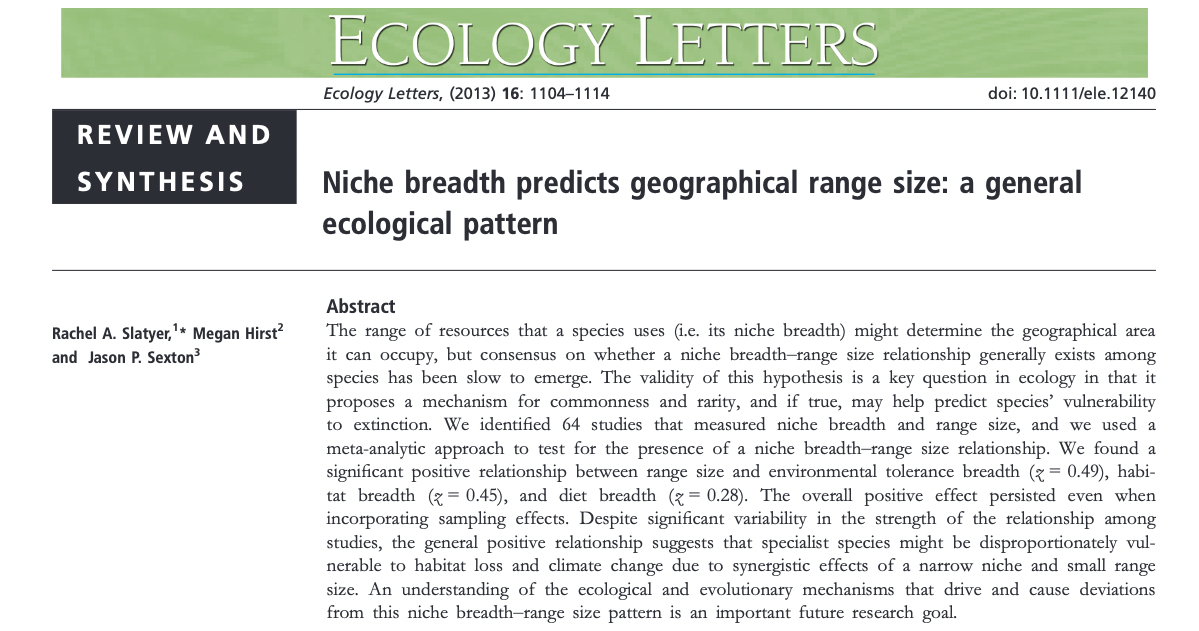 ECOLOGY LETTERS
Ecology Letters, (2013) 16: 1104–1114
doi: 10.1111/ele.12140
REVIEW AND
SYNTHESIS
Niche breadth predicts geographical range size: a general
ecological pattern
Rachel A. Slatyer,1* Megan Hirst2
and Jason P. Sexton3
Abstract
The range of resources that a species uses (i.e. its niche breadth) might determine the geographical area
it can occupy, but consensus on whether a niche breadth–range size relationship generally exists among
species has been slow to emerge. The validity of this hypothesis is a key question in ecology in that it
proposes a mechanism for commonness and rarity, and if true, may help predict species' vulnerability
to extinction. We identified 64 studies that measured niche breadth and range size, and we used a
meta-analytic approach to test for the presence of a niche breadth–range size relationship. We found a
significant positive relationship between range size and environmental tolerance breadth (z = 0.49), habi-
tat breadth (z = 0.45), and diet breadth (z = 0.28). The overall positive effect persisted even when
incorporating sampling effects. Despite significant variability in the strength of the relationship among
studies, the general positive relationship suggests that specialist species might be disproportionately vul-
nerable to habitat loss and climate change due to synergistic effects of a narrow niche and small range
size. An understanding of the ecological and evolutionary mechanisms that drive and cause deviations
from this niche breadth–range size pattern is an important future research goal.